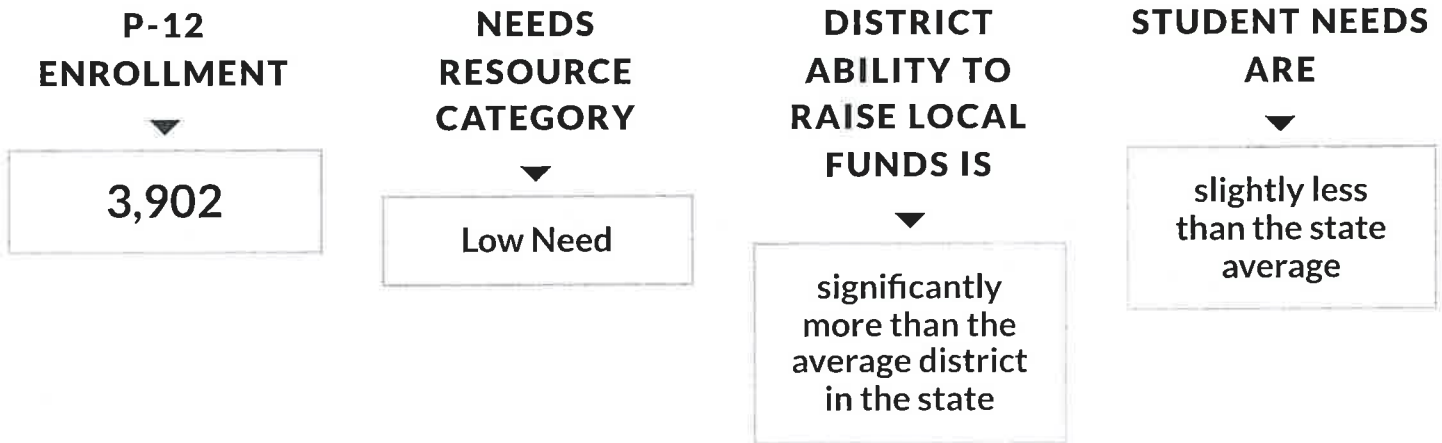 P-12
ENROLLMENT
3,902
NEEDS
RESOURCE
CATEGORY
Low Need
DISTRICT
ABILITY TO
RAISE LOCAL
FUNDS IS
significantly
more than the
average district
in the state
STUDENT NEEDS
ARE
slightly less
than the state
average